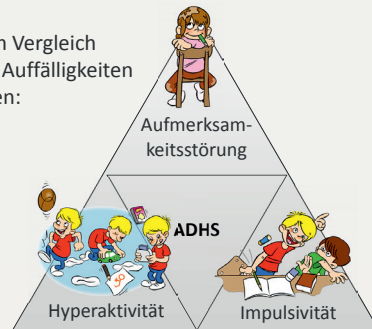 m Vergleich
Auffälligkeiten
en:
Aufmerksam-
keitsstörung
ADHS
Hyperaktivität
Impulsivität